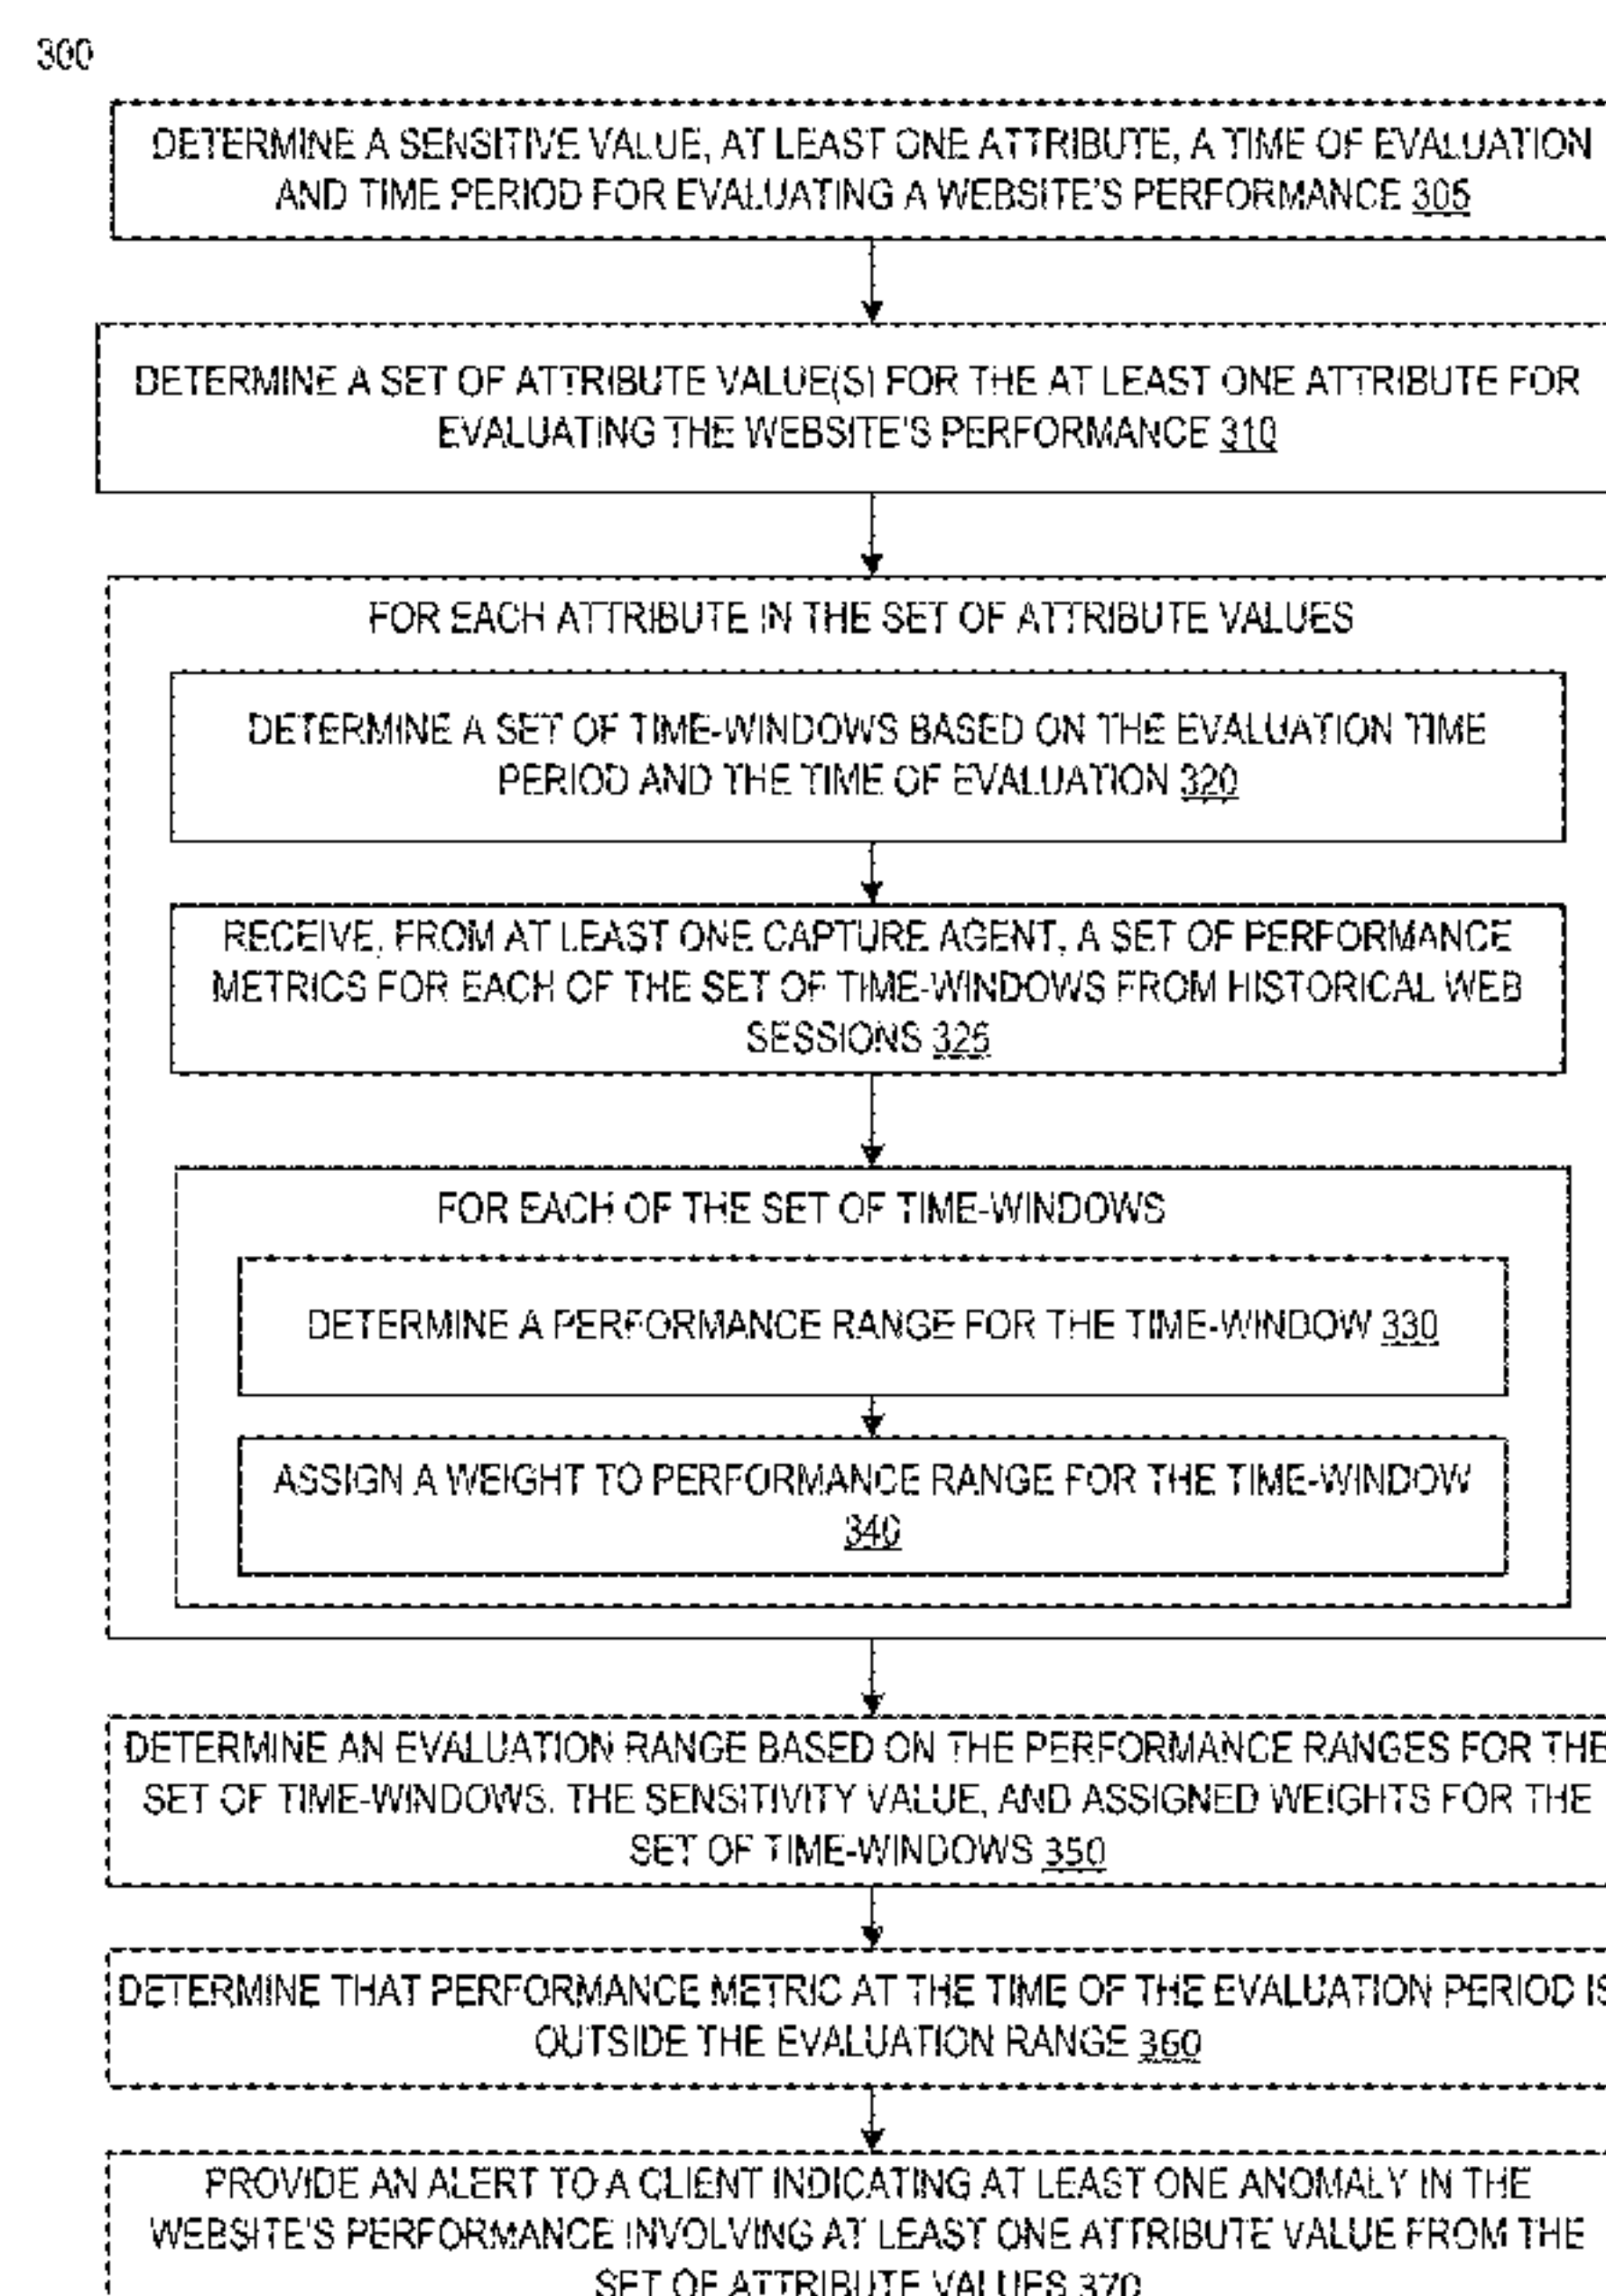 300
DETERMINE A SENSITIVE VALUE, AT LEAST ONE ATTRIBUTE, A TIME OF EVALUATION
AND TIME PERIOD FOR EVALUATING A WEBSITE'S PERFORMANCE 305
DETERMINE A SET OF ATTRIBUTE VALUE(S) FOR THE AT LEAST ONE ATTRIBUTE FOR
EVALUATING THE WEBSITE'S PERFORMANCE 310
FOR EACH ATTRIBUTE IN THE SET OF ATTRIBUTE VALUES
DETERMINE A SET OF TIME-WINDOWS BASED ON THE EVALUATION TIME
PERIOD AND THE TIME OF EVALUATION 320
RECEIVE, FROM AT LEAST ONE CAPTURE AGENT, A SET OF PERFORMANCE
METRICS FOR EACH OF THE SET OF TIME-WINDOWS FROM HISTORICAL WEB
SESSIONS 325
FOR EACH OF THE SET OF TIME-WINDOWS
DETERMINE A PERFORMANCE RANGE FOR THE TIME-WINDOW 330
ASSIGN A WEIGHT TO PERFORMANCE RANGE FOR THE TIME-WINDOW
340
DETERMINE AN EVALUATION RANGE BASED ON THE PERFORMANCE RANGES FOR THE
SET OF TIME-WINDOWS, THE SENSITIVITY VALUE, AND ASSIGNED WEIGHTS FOR THE
SET OF TIME-WINDOWS 350
DETERMINE THAT PERFORMANCE METRIC AT THE TIME OF THE EVALUATION PERIOD IS
OUTSIDE THE EVALUATION RANGE 360
PROVIDE AN ALERT TO A CLIENT INDICATING AT LEAST ONE ANOMALY IN THE
WEBSITE'S PERFORMANCE INVOLVING AT LEAST ONE ATTRIBUTE VALUE FROM THE
SET OF ATTRIBUTE VALUES 370